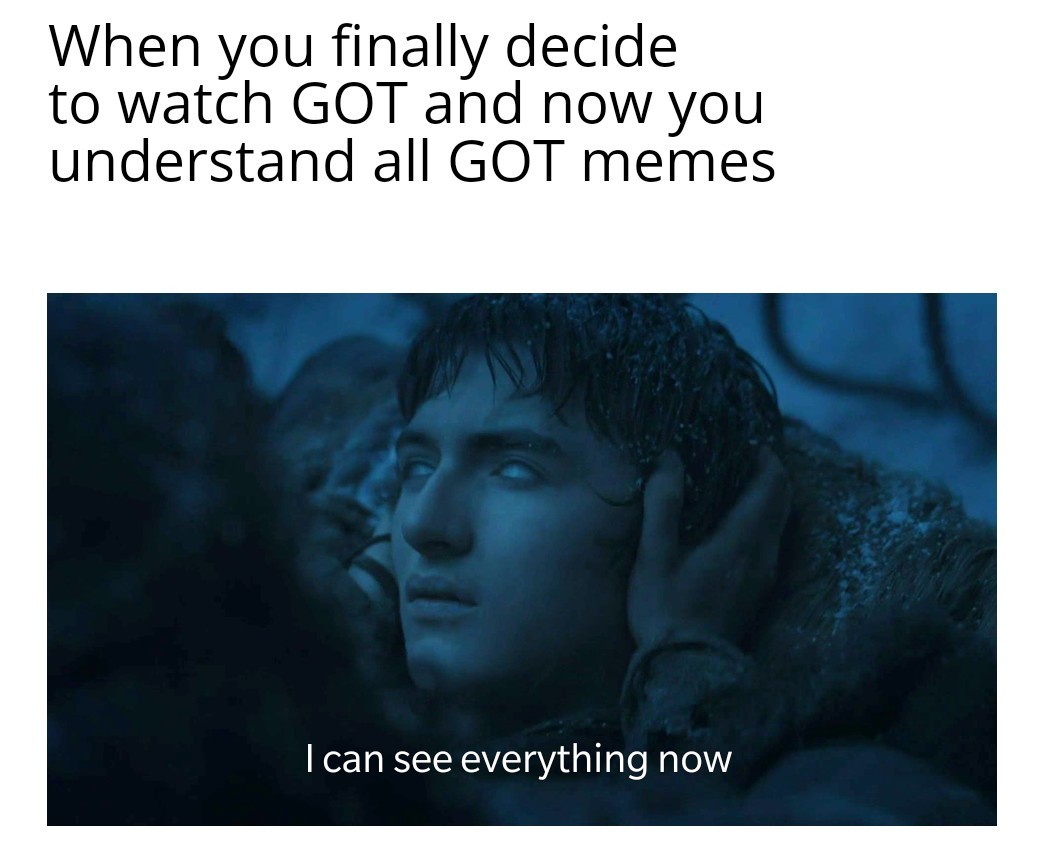 When you finally decide
to watch GOT and now you
understand all GOT memes
I can see everything now